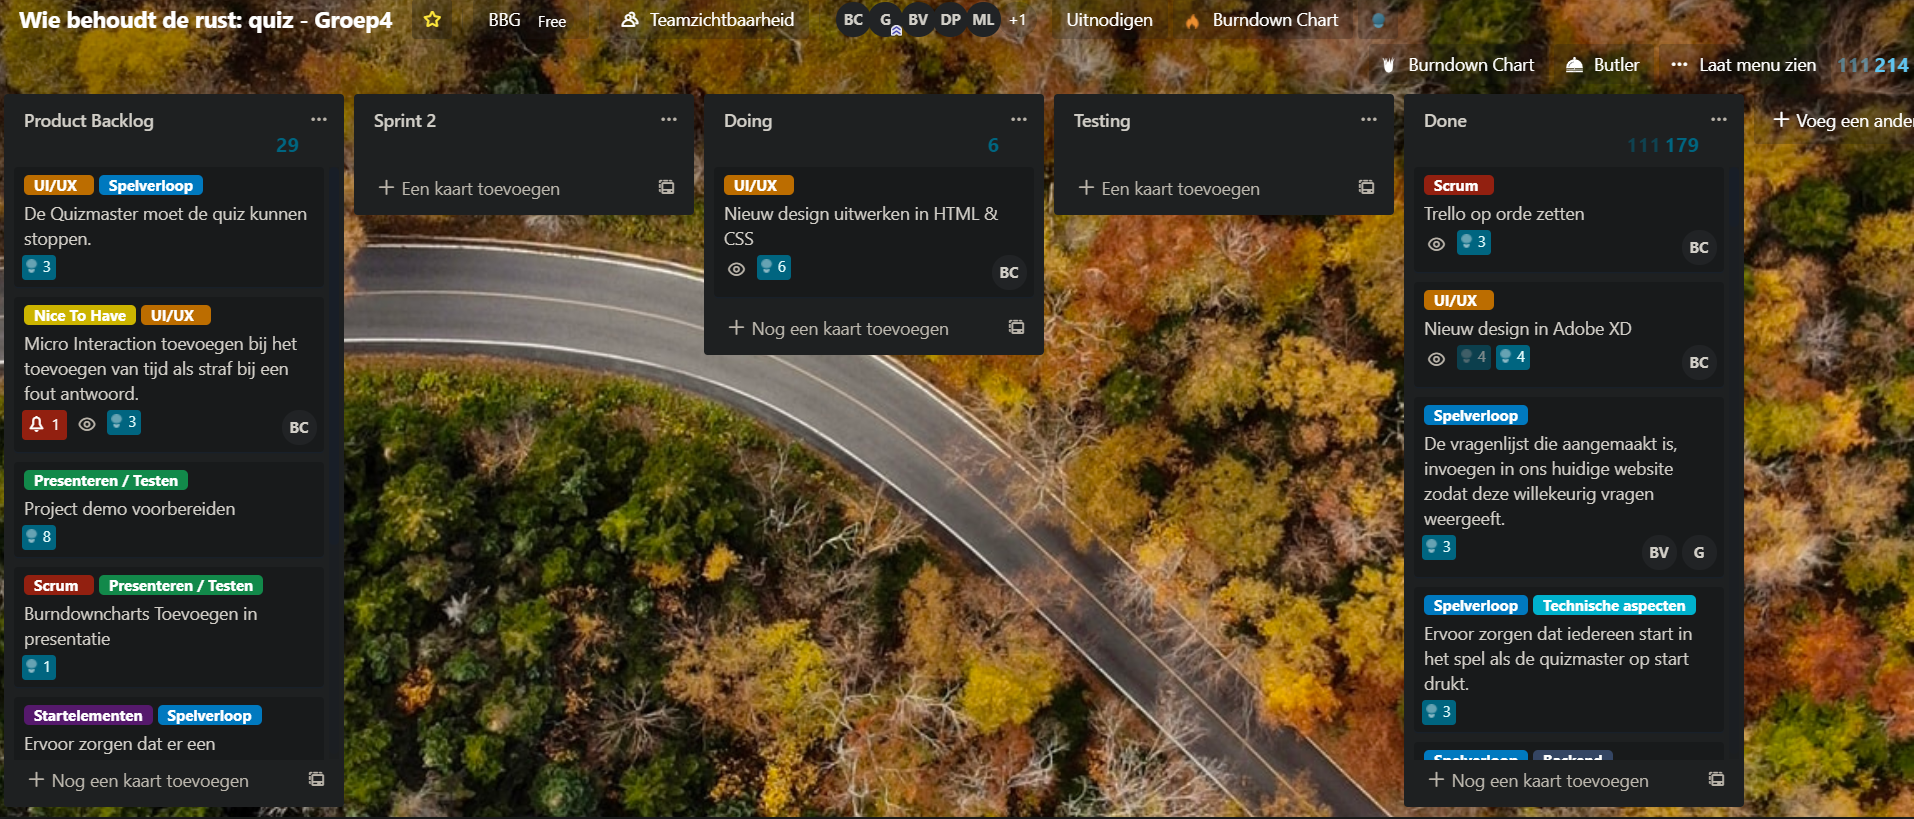 Wie behoudt de rust: quiz - Groep4
BBG Free
Teamzichtbaarheid
BC G BV DP ML +1
Uitnodigen
Burndown Chart
Burndown Chart
Butler
Laat menu zien
111 214
Product Backlog
29
UI/UX Spelverloop
De Quizmaster moet de quiz kunnen
stoppen.
3
Nice To Have UI/UX
Micro Interaction toevoegen bij het
toevoegen van tijd als straf bij een
fout antwoord.
1 3 BC
Presenteren / Testen
Project demo voorbereiden
8
Scrum Presenteren / Testen
Burndowncharts Toevoegen in
presentatie
1
Startelementen Spelverloop
Ervoor zorgen dat er een
+ Nog een kaart toevoegen
Sprint 2
+ Een kaart toevoegen
Doing
6
UI/UX
Nieuw design uitwerken in HTML &
CSS
6 BC
+ Nog een kaart toevoegen
Testing
+ Een kaart toevoegen
Done
111 179
Scrum
Trello op orde zetten
3 BC
UI/UX
Nieuw design in Adobe XD
4 4 BC
Spelverloop
De vragenlijst die aangemaakt is,
invoegen in ons huidige website
zodat deze willekeurig vragen
weergeeft.
3 BV G
Spelverloop Technische aspecten
Ervoor zorgen dat iedereen start in
het spel als de quizmaster op start
drukt.
3
Spelverloop Backend
+ Nog een kaart toevoegen
+ Voeg een ander